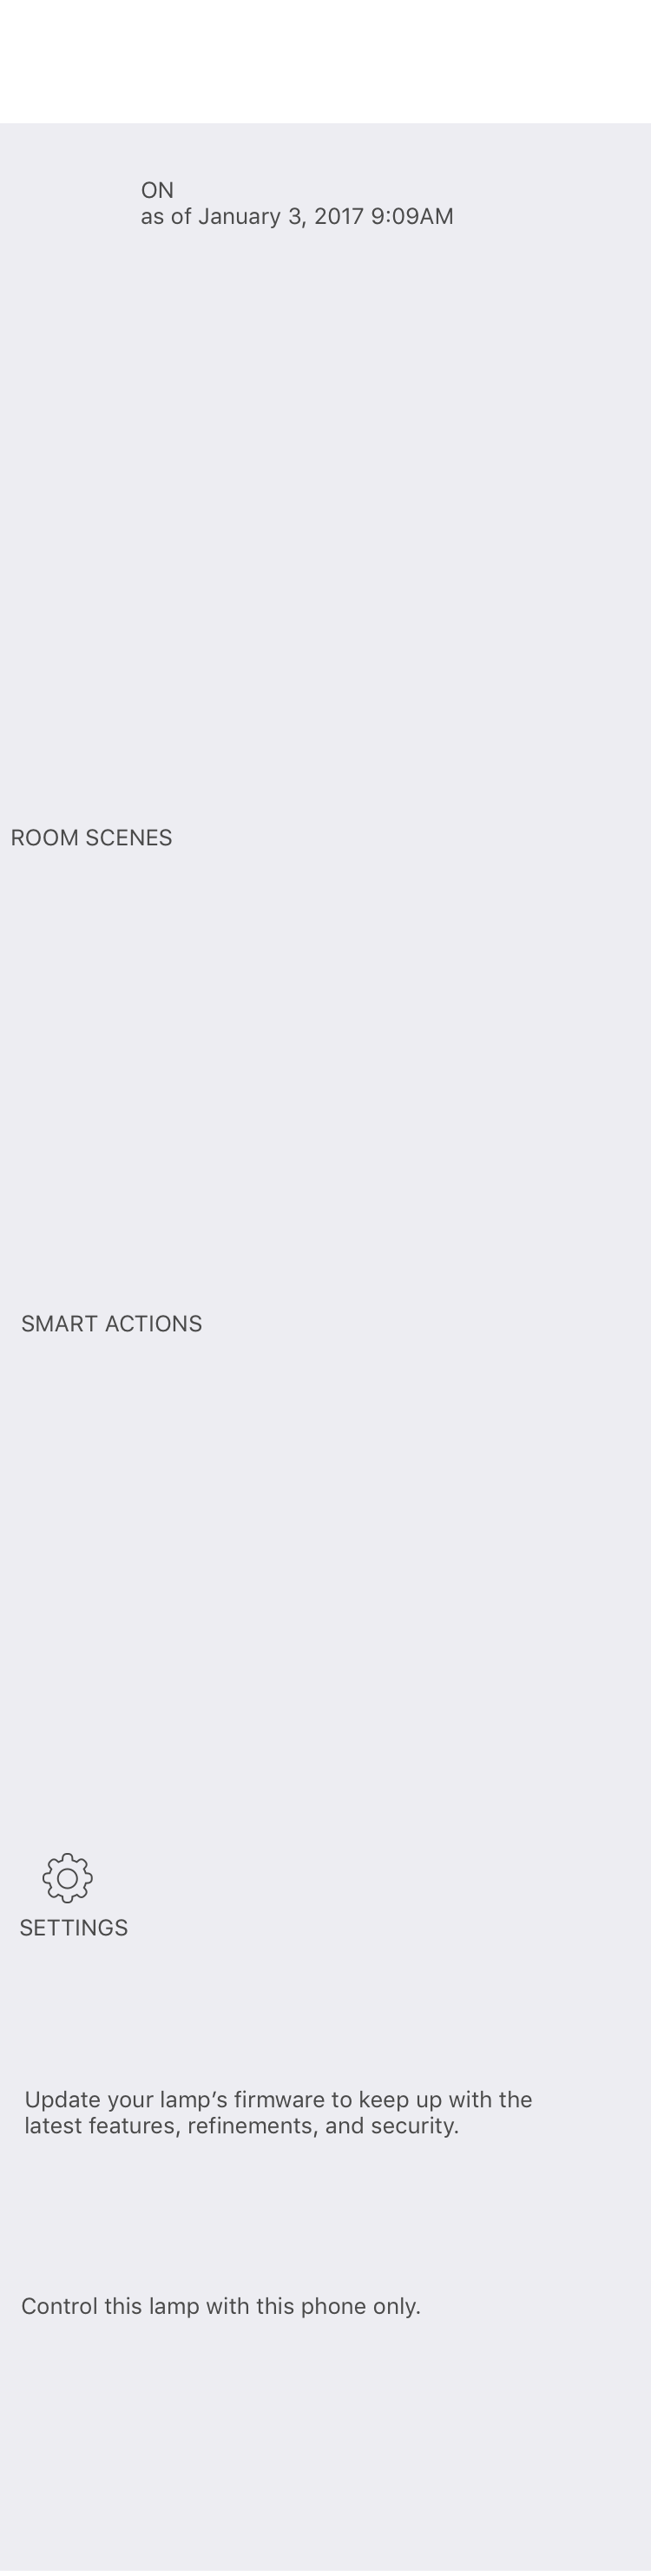 ON
as of January 3, 2017 9:09AM
ROOM SCENES
SMART ACTIONS
SETTINGS
Update your lamp’s firmware to keep up with the
latest features, refinements, and security.
Control this lamp with this phone only.